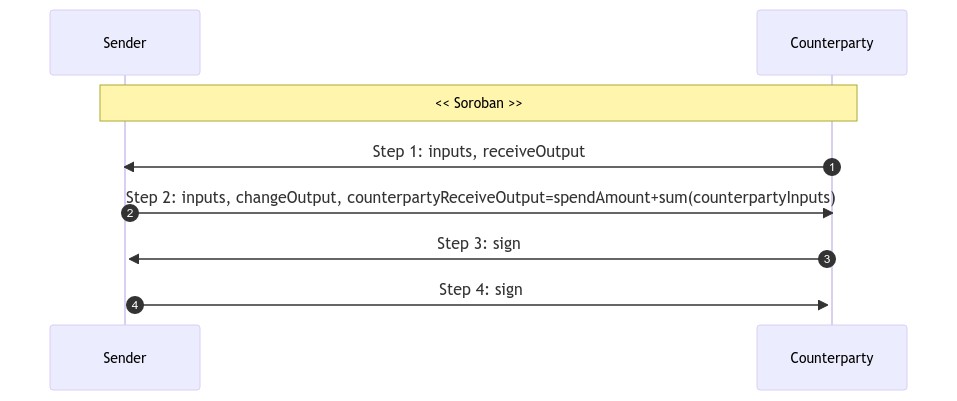 Sender
Counterparty
<< Soroban >>
Step 1: inputs, receiveOutput
1
Step 2: inputs, changeOutput, counterpartyReceiveOutput=spendAmount+sum(counterpartyInputs)
2
Step 3: sign
3
Step 4: sign
4
Sender
Counterparty